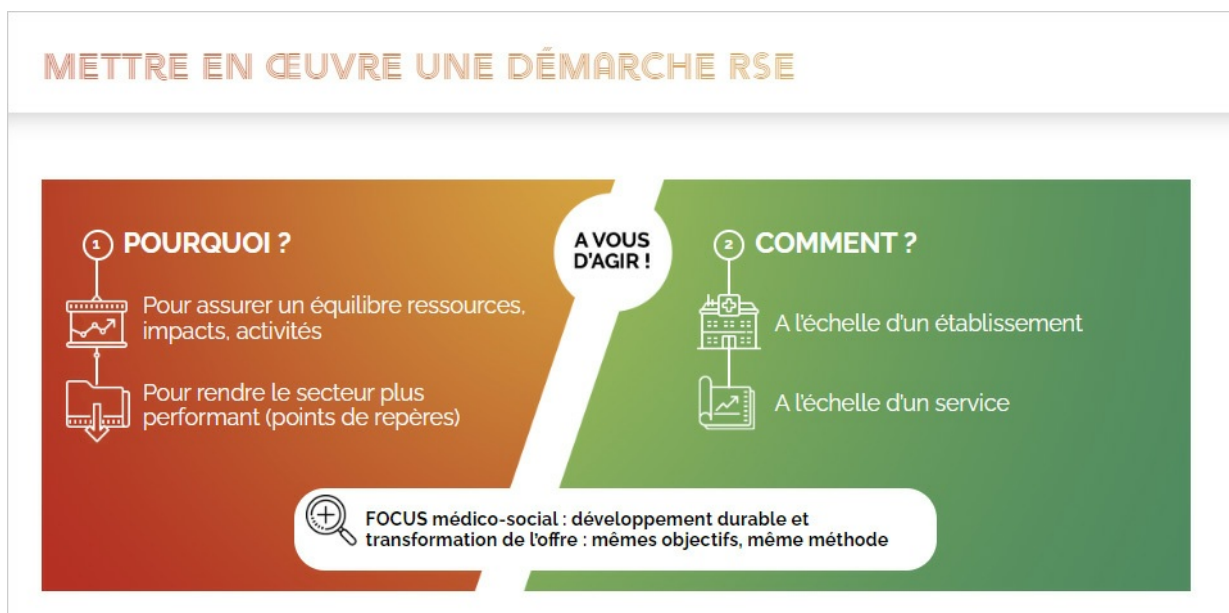 METTRE EN ŒUVRE UNE DÉMARCHE RSE
1 POURQUOI ?
Pour assurer un équilibre ressources,
impacts, activités
Pour rendre le secteur plus
performant (points de repères)
A VOUS
D'AGIR !
2 COMMENT ?
A l'échelle d'un établissement
A l'échelle d'un service
FOCUS médico-social : développement durable et
transformation de l'offre : mêmes objectifs, même méthode